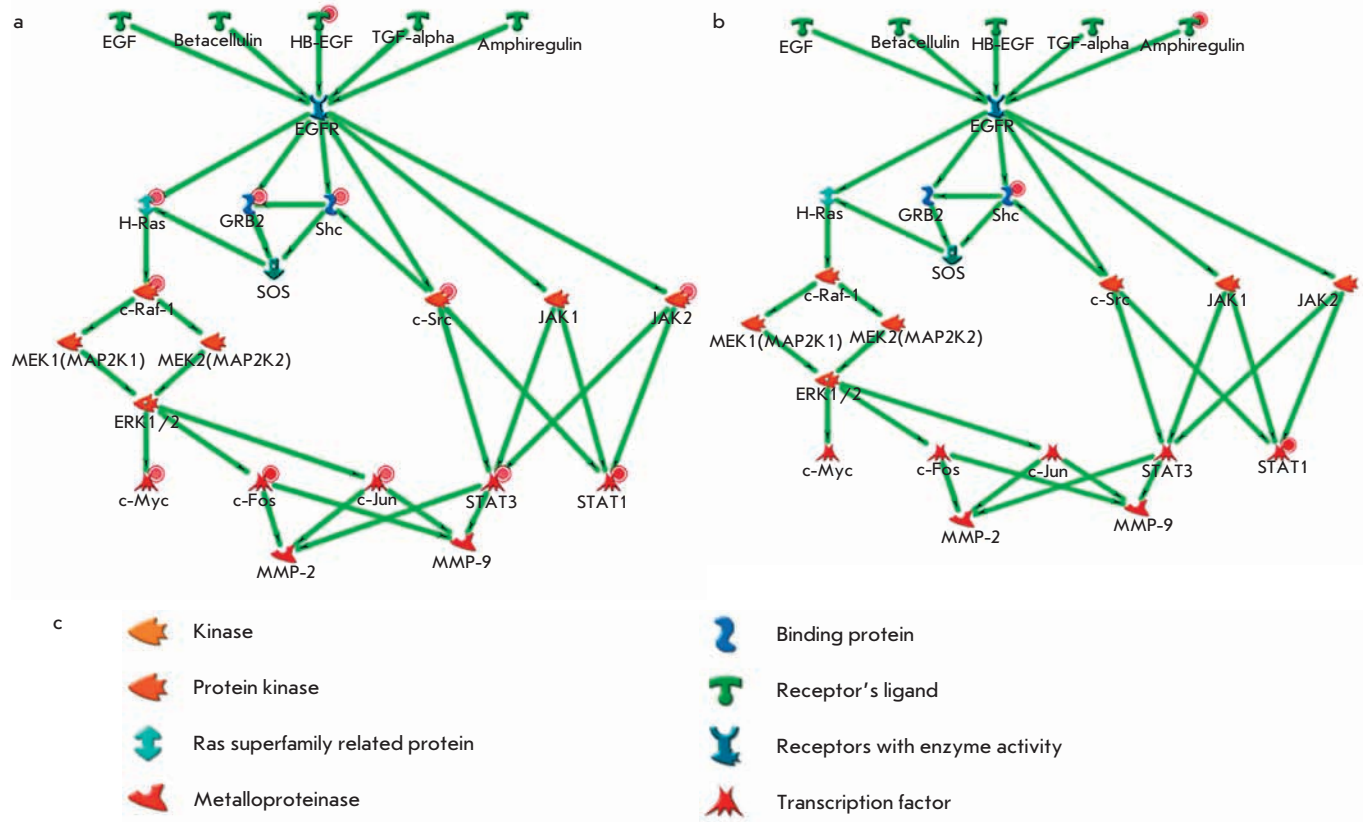 a
EGF
Betacellulin
HB-EGF
TGF-alpha
Amphiregulin
EGFR
H-Ras
GRB2
Shc
SOS
c-Raf-1
c-Src
JAK1
JAK2
MEK1(MAP2K1)
MEK2(MAP2K2)
ERK1/2
c-Myc
c-Fos
c-Jun
STAT3
STAT1
MMP-2
MMP-9
b
EGF
Betacellulin
HB-EGF
TGF-alpha
Amphiregulin
EGFR
H-Ras
GRB2
Shc
SOS
c-Raf-1
c-Src
JAK1
JAK2
MEK1(MAP2K1)
MEK2(MAP2K2)
ERK1/2
c-Myc
c-Fos
c-Jun
STAT3
STAT1
MMP-2
MMP-9
c
Kinase
Protein kinase
Ras superfamily related protein
Metalloproteinase
Binding protein
Receptor's ligand
Receptors with enzyme activity
Transcription factor